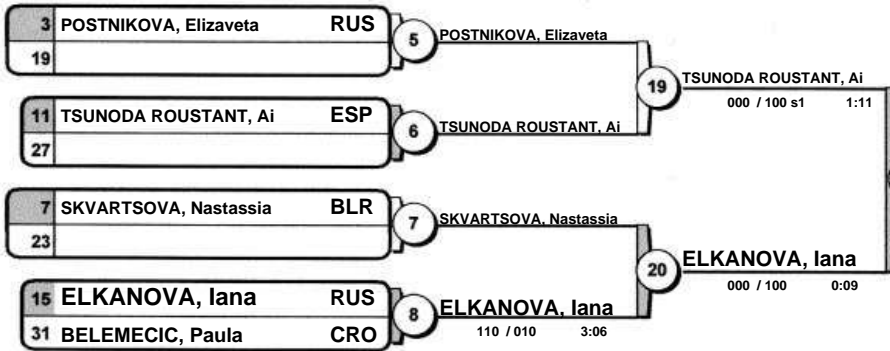 3 POSTNIKOVA, Elizaveta RUS
19
5 POSTNIKOVA, Elizaveta
11 TSUNODA ROUSTANT, Ai ESP
27
6 TSUNODA ROUSTANT, Ai
19 TSUNODA ROUSTANT, Ai
000 / 100 s1 1:11
7 SKVARTSOVA, Nastassia BLR
23
7 SKVARTSOVA, Nastassia
15 ELKANOVA, Iana RUS
31 BELEMECIC, Paula CRO
8 ELKANOVA, Iana
110 / 010 3:06
20 ELKANOVA, Iana
000 / 100 0:09